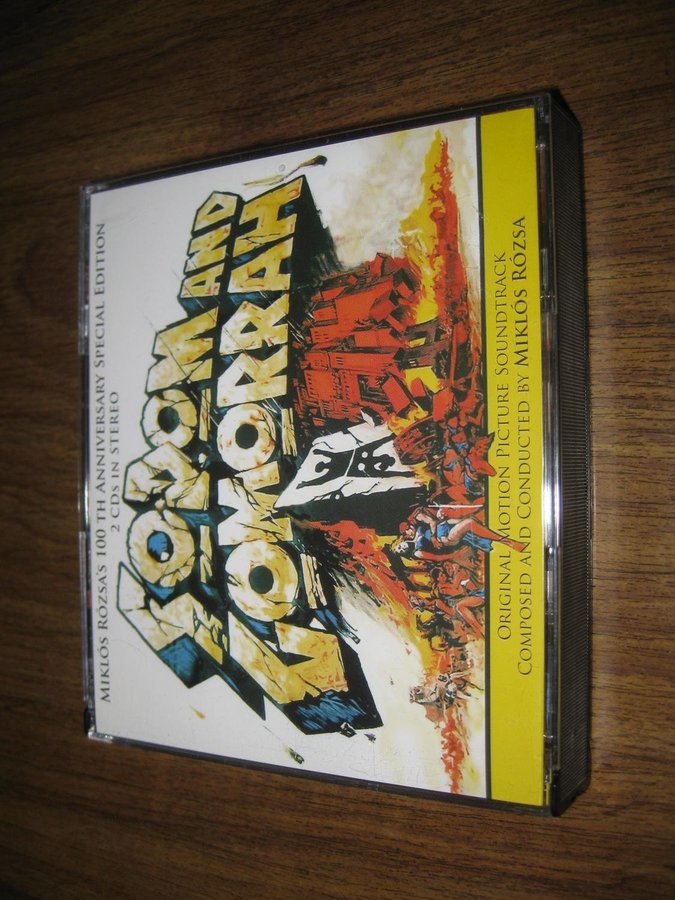 MIKLÓS RÓZSA'S 100 TH ANNIVERSARY SPECIAL EDITION
2 CDS IN STEREO
SODOM AND
GOMORRAH
ORIGINAL MOTION PICTURE SOUNDTRACK
COMPOSED AND CONDUCTED BY MIKLÓS RÓZSA